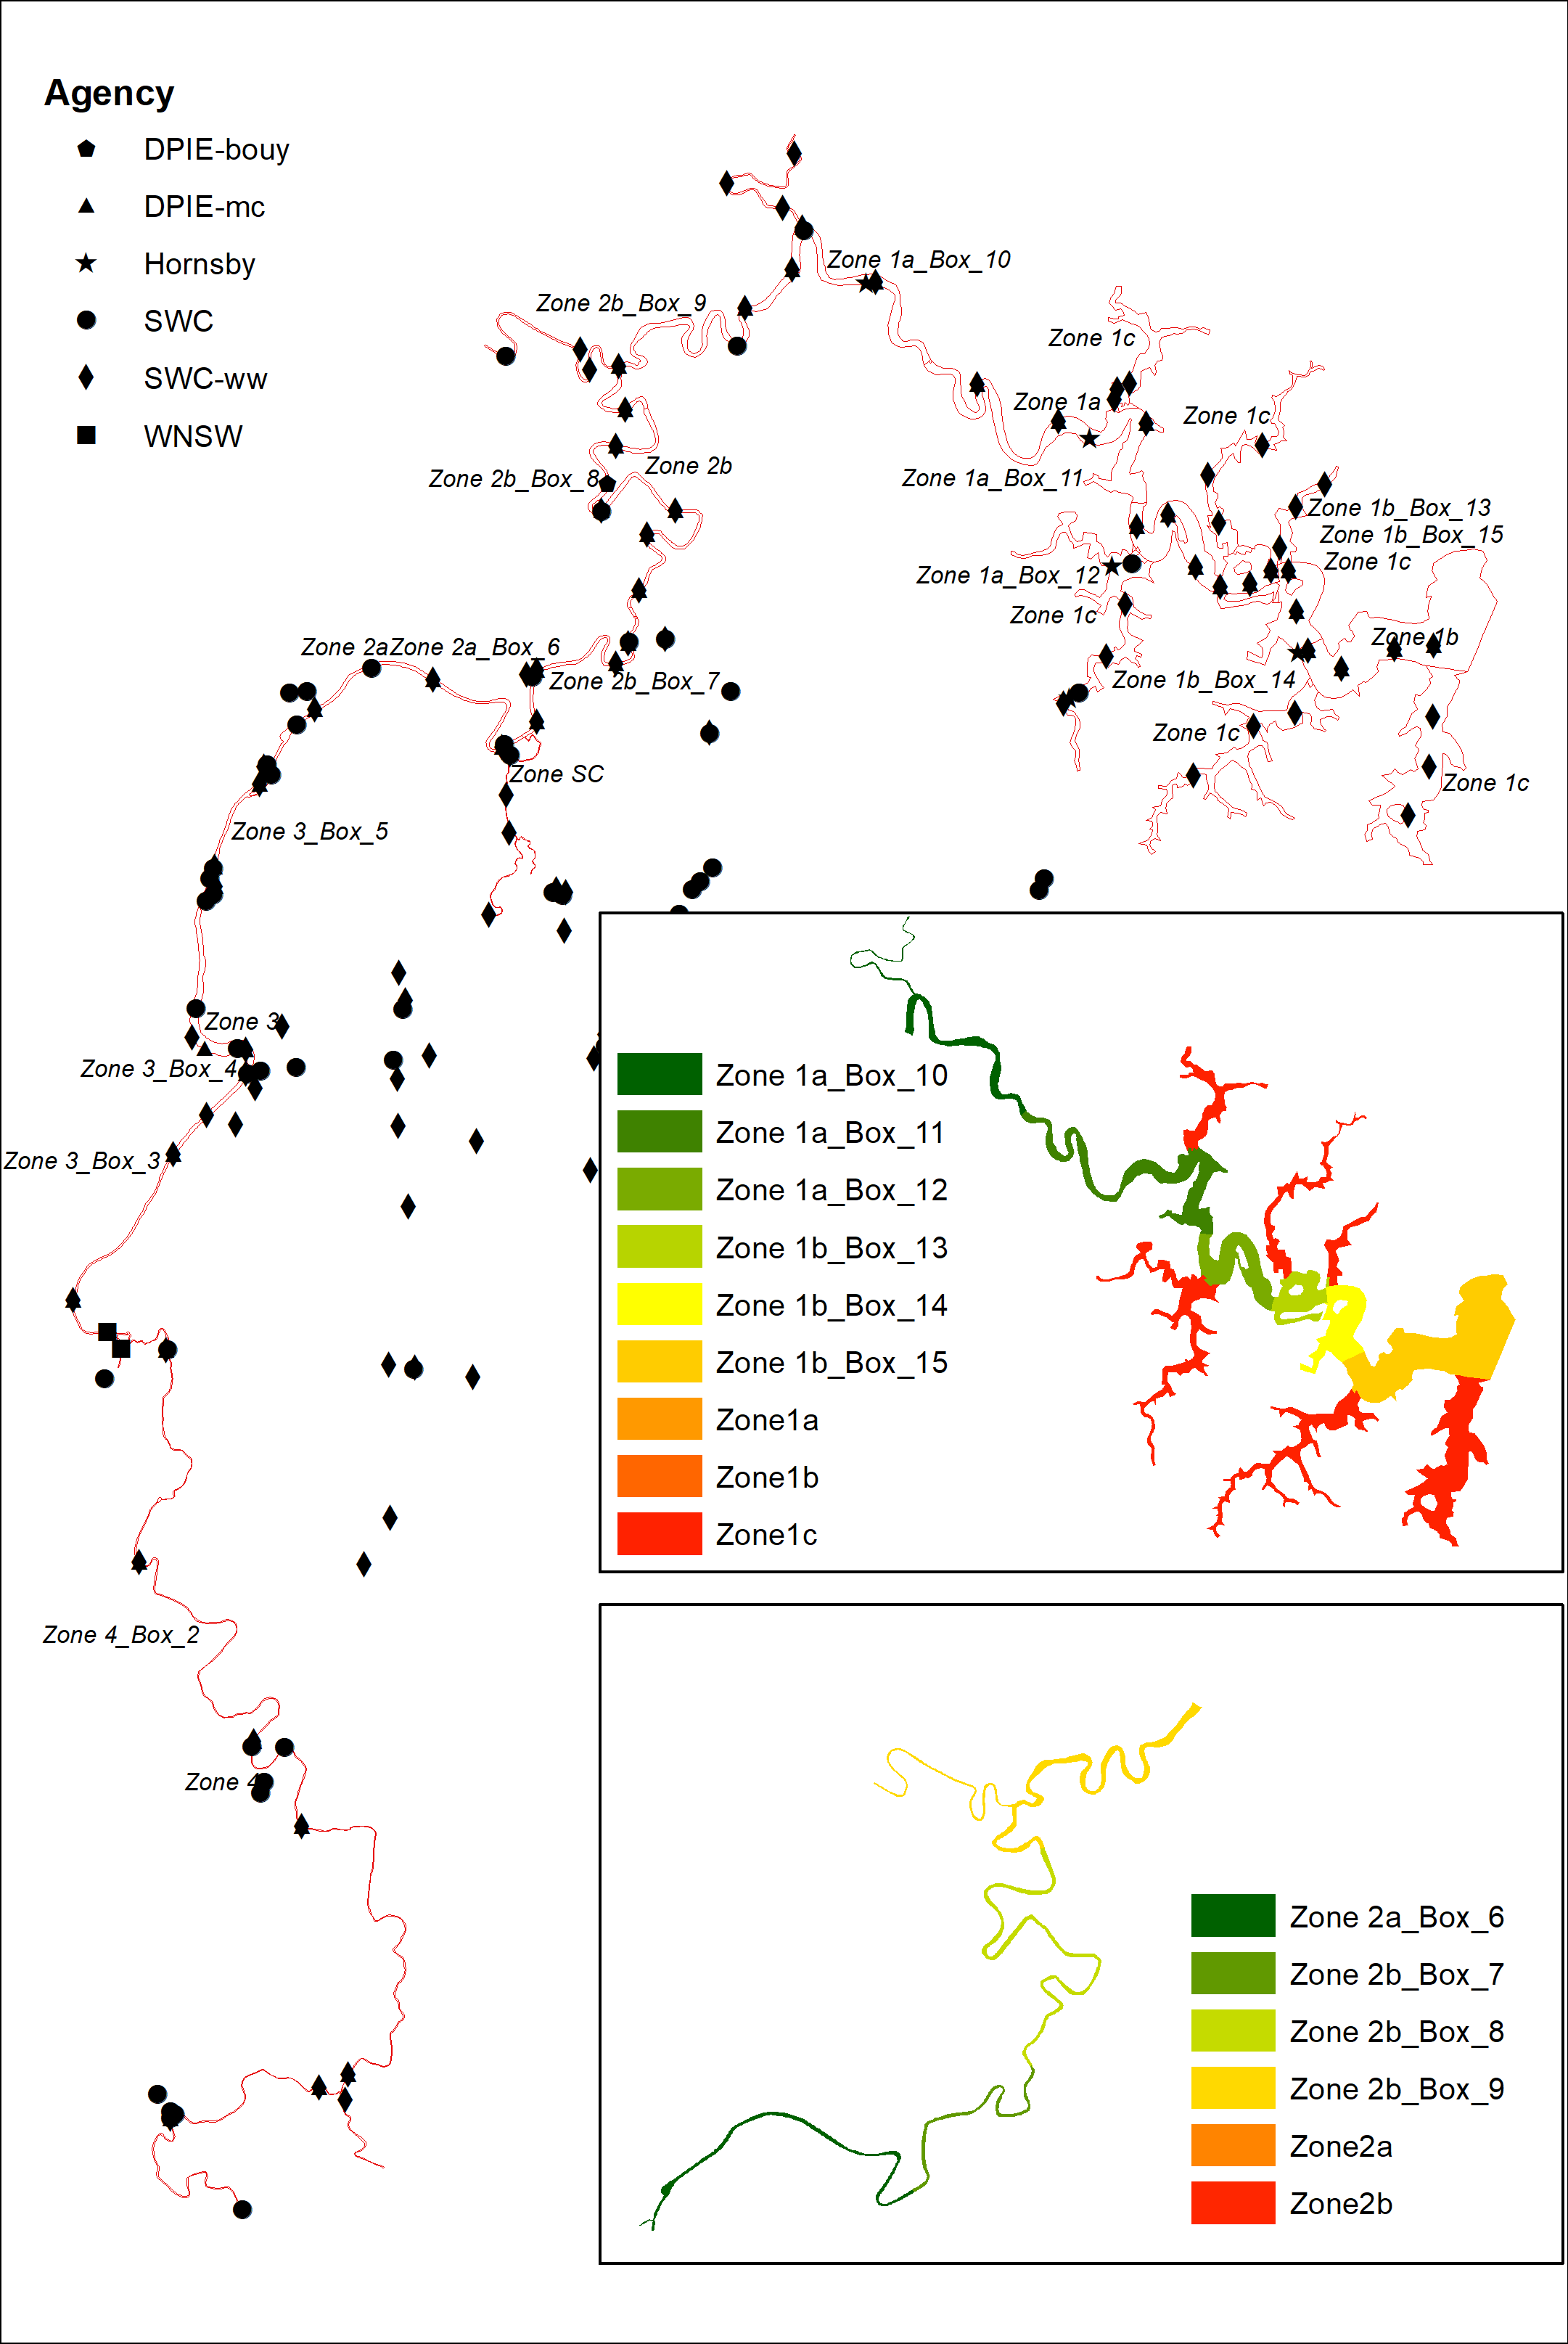 Agency
DPIE-bouy
DPIE-mc
Hornsby
SWC
SWC-ww
WNSW
Zone 1a_Box_10
Zone 2b_Box_9
Zone 1c
Zone 1a
Zone 1c
Zone 2b
Zone 2b_Box_8
Zone 1a_Box_11
Zone 1b_Box_13
Zone 1b_Box_15
Zone 1c
Zone 1a_Box_12
Zone 1c
Zone 1b
Zone 2aZone 2a_Box_6
Zone 2b_Box_7
Zone 1b_Box_14
Zone 1c
Zone SC
Zone 1c
Zone 3_Box_5
Zone 3
Zone 3_Box_4
Zone 3_Box_3
Zone 4_Box_2
Zone 4
Zone 1a_Box_10
Zone 1a_Box_11
Zone 1a_Box_12
Zone 1b_Box_13
Zone 1b_Box_14
Zone 1b_Box_15
Zone1a
Zone1b
Zone1c
Zone 2a_Box_6
Zone 2b_Box_7
Zone 2b_Box_8
Zone 2b_Box_9
Zone2a
Zone2b